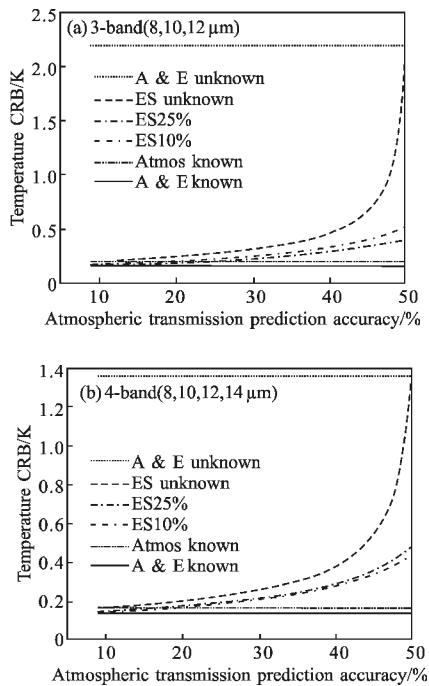 (a) 3-band(8,10,12 μm)
A & E unknown
ES unknown
ES25%
ES10%
Atmos known
A & E known
Temperature CRB/K
2.5
2.0
1.5
1.0
0.5
0.0
10
20
30
40
50
Atmospheric transmission prediction accuracy/%
(b) 4-band(8,10,12,14 μm)
A & E unknown
ES unknown
ES25%
ES10%
Atmos known
A & E known
Temperature CRB/K
1.4
1.2
1.0
0.8
0.6
0.4
0.2
0
10
20
30
40
50
Atmospheric transmission prediction accuracy/%